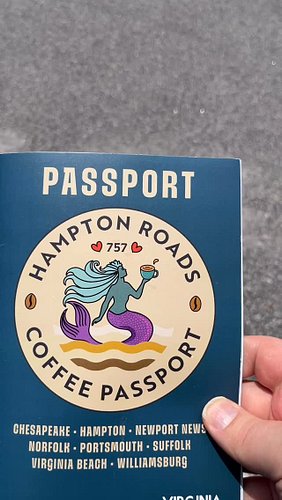 PASSPORT
HAMPTON ROADS
757
COFFEE PASSPORT
CHESAPEAKE • HAMPTON • NEWPORT NEWS
NORFOLK • PORTSMOUTH • SUFFOLK
VIRGINIA BEACH • WILLIAMSBURG
VIRGINIA